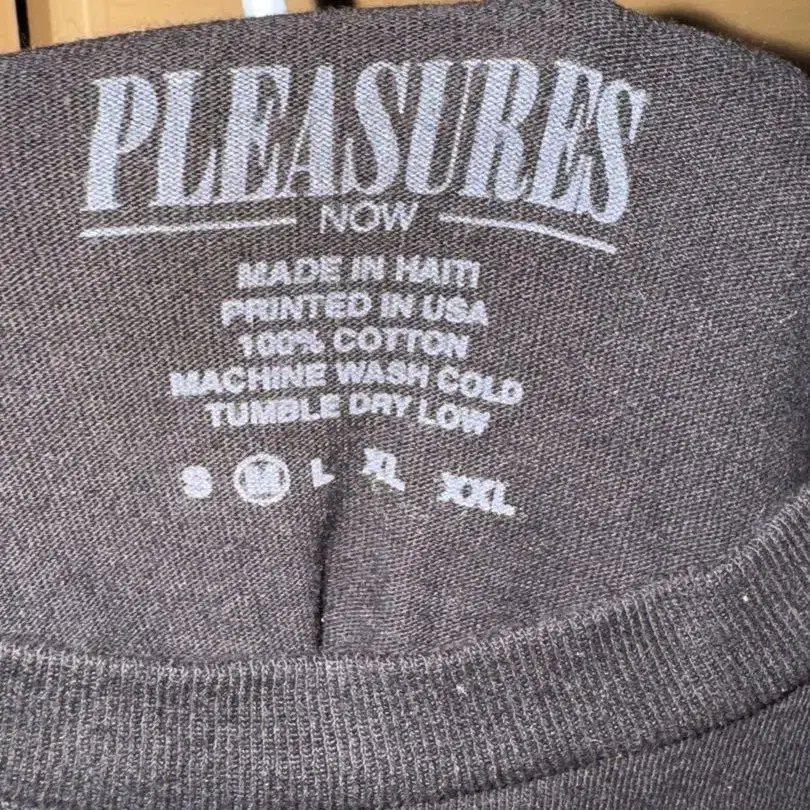 PLEASURES
NOW
MADE IN HAITI
PRINTED IN USA
100% COTTON
MACHINE WASH COLD
TUMBLE DRY LOW
S M L XL XXL